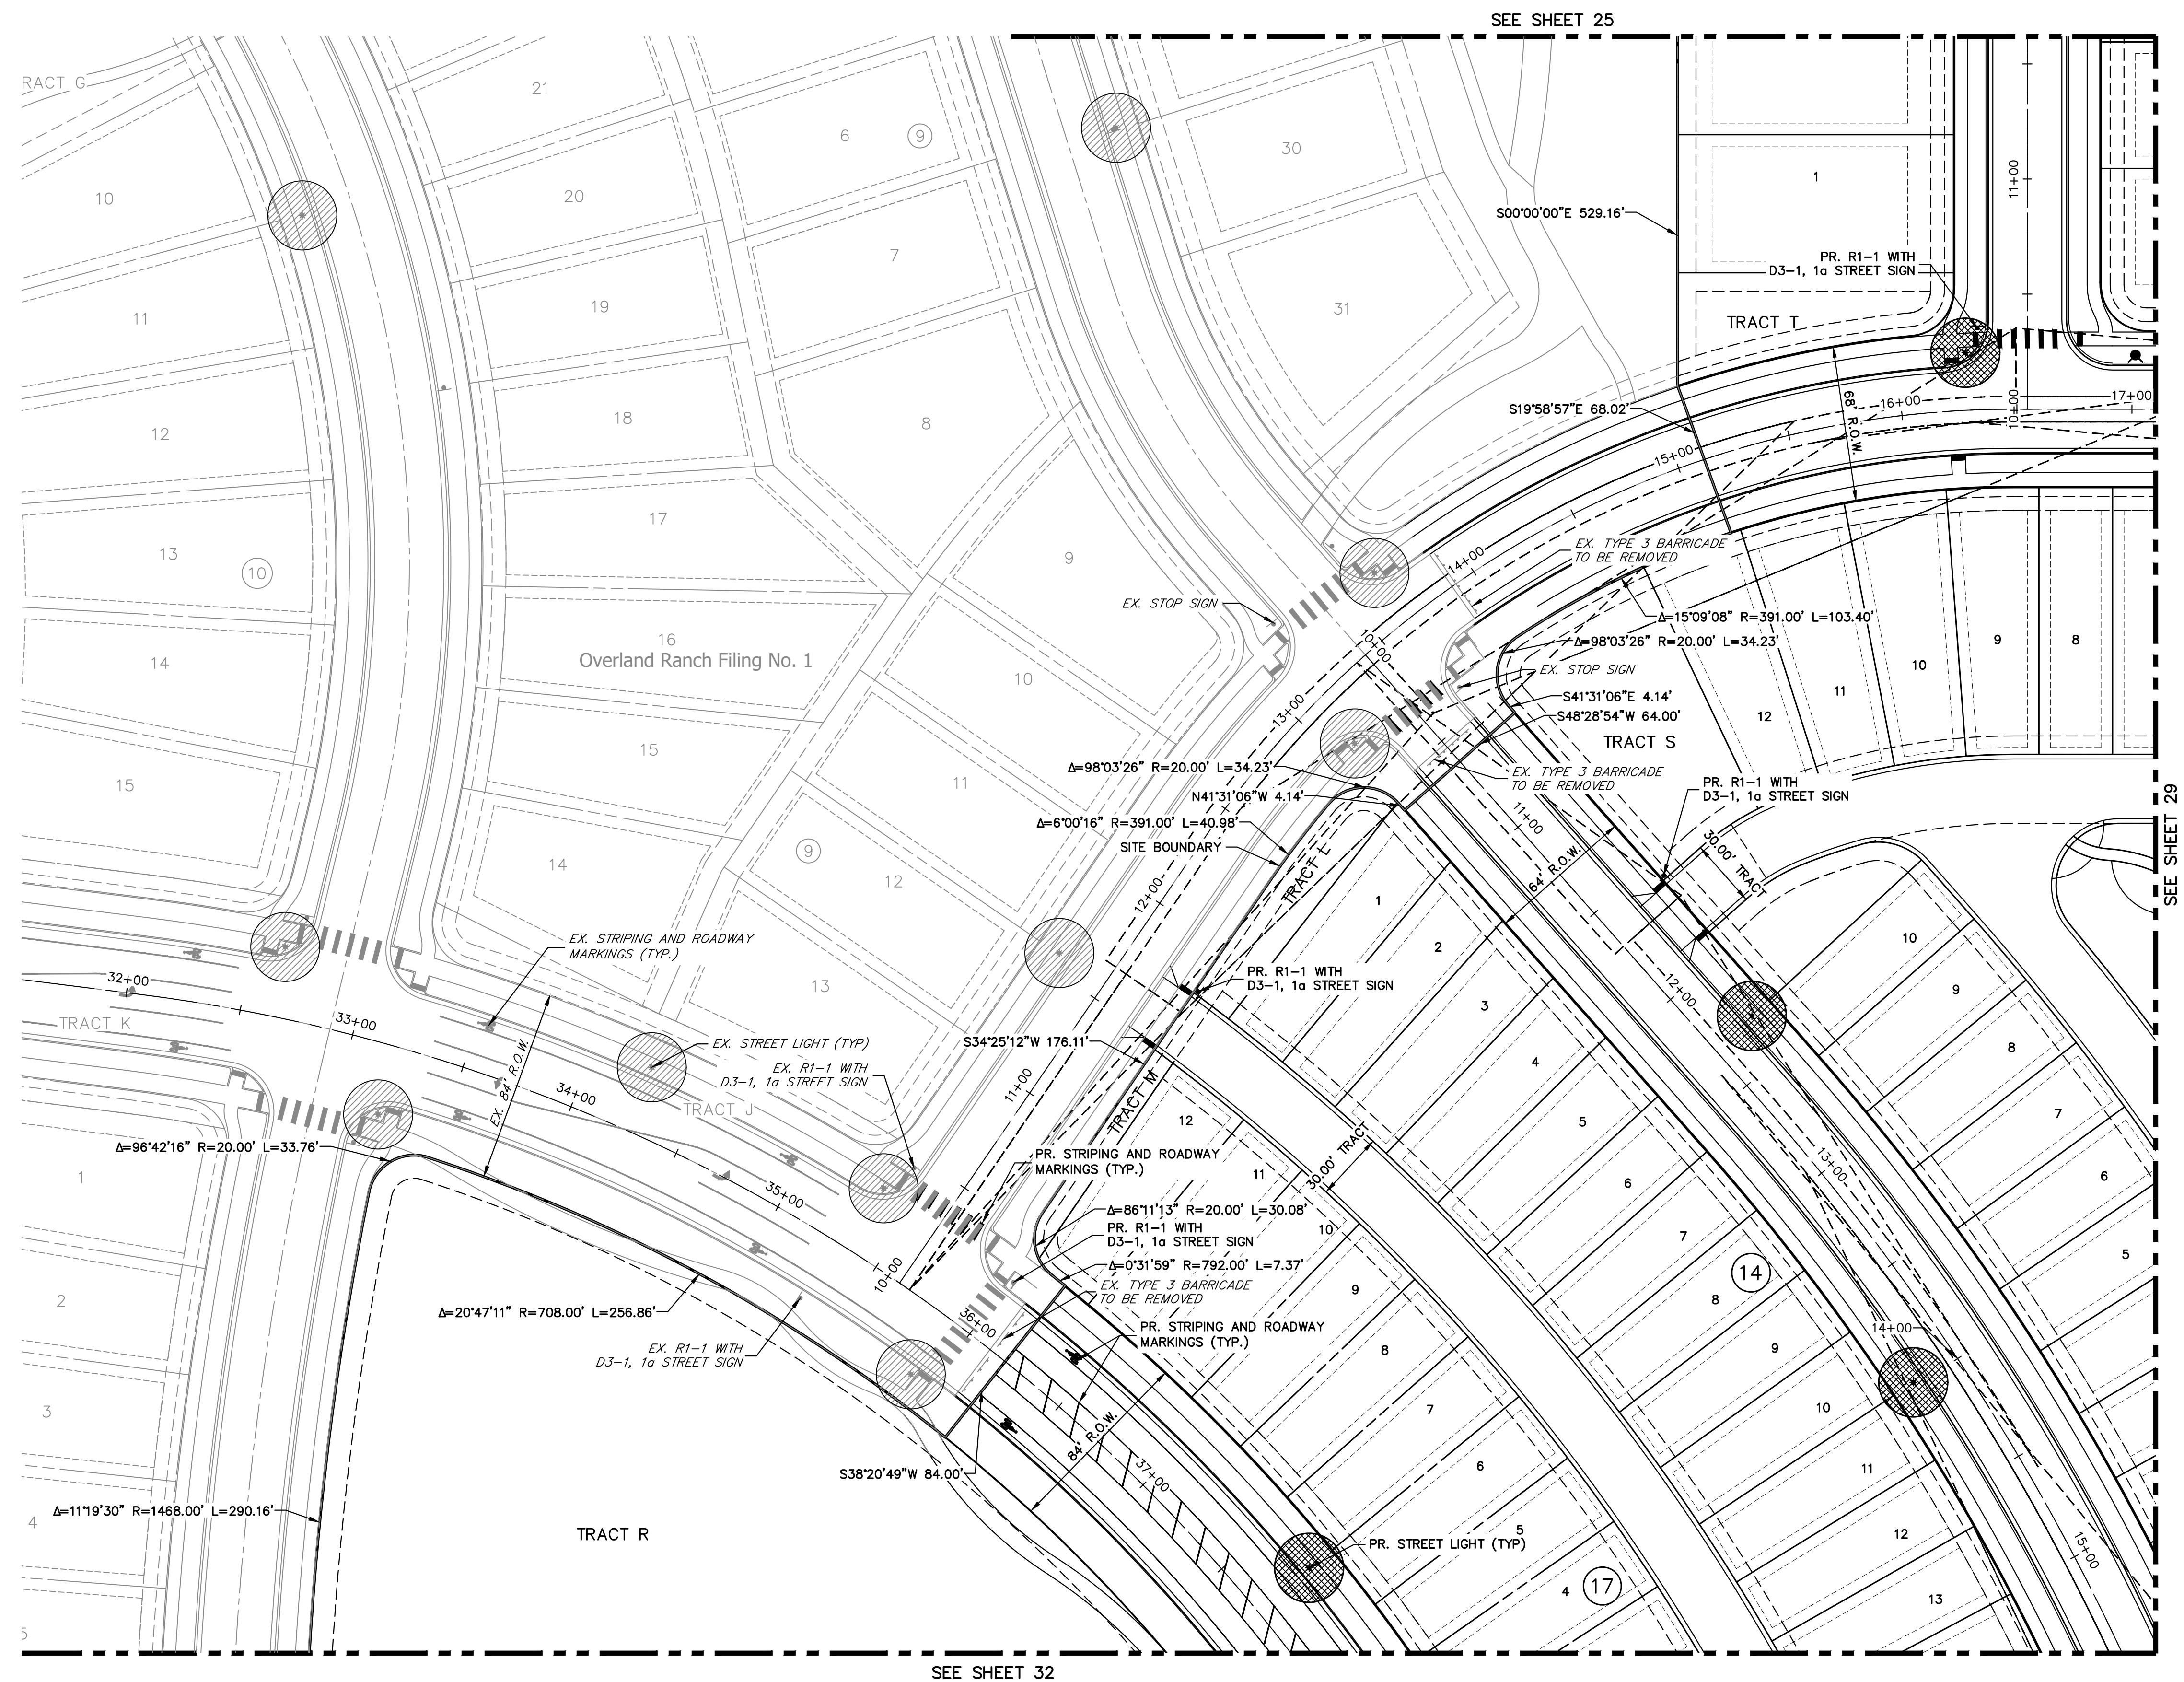 SEE SHEET 25
RACT G
21
6
9
30
10
20
1
11+00
S00°00'00"E 529.16'
7
PR. R1-1 WITH
D3-1, 1a STREET SIGN
11
19
31
TRACT T
12
18
8
S19°58'57"E 68.02'
68' R.O.W.
16+00
10+00
17+00
15+00
17
13
10
9
14+00
EX. TYPE 3 BARRICADE
TO BE REMOVED
EX. STOP SIGN
Δ=15°09'08" R=391.00' L=103.40'
Δ=98°03'26" R=20.00' L=34.23'
16
Overland Ranch Filing No. 1
14
10
10+00
EX. STOP SIGN
9
8
10
11
12
S41°31'06"E 4.14'
S48°28'54"W 64.00'
13+00
TRACT S
15
15
11
Δ=98°03'26" R=20.00' L=34.23'
EX. TYPE 3 BARRICADE
TO BE REMOVED
PR. R1-1 WITH
D3-1, 1a STREET SIGN
N41°31'06"W 4.14'
Δ=6°00'16" R=391.00' L=40.98'
SITE BOUNDARY
11+00
SEE SHEET 29
14
9
12
TRACT L
64' R.O.W.
30.00' TRACT
12+00
1
2
10
EX. STRIPING AND ROADWAY
MARKINGS (TYP.)
32+00
13
PR. R1-1 WITH
D3-1, 1a STREET SIGN
3
12+00
9
TRACT K
33+00
EX. STREET LIGHT (TYP)
S34°25'12"W 176.11'
4
8
EX. R1-1 WITH
D3-1, 1a STREET SIGN
EX. 84' R.O.W.
34+00
TRACT J
11+00
TRACT M
12
5
7
Δ=96°42'16" R=20.00' L=33.76'
PR. STRIPING AND ROADWAY
MARKINGS (TYP.)
30.00' TRACT
13+00
1
11
6
6
35+00
Δ=86°11'13" R=20.00' L=30.08'
PR. R1-1 WITH
D3-1, 1a STREET SIGN
10
7
5
10+00
Δ=0°31'59" R=792.00' L=7.37'
EX. TYPE 3 BARRICADE
TO BE REMOVED
9
14
8
2
Δ=20°47'11" R=708.00' L=256.86'
36+00
PR. STRIPING AND ROADWAY
MARKINGS (TYP.)
14+00
EX. R1-1 WITH
D3-1, 1a STREET SIGN
8
9
3
7
10
84' R.O.W.
S38°20'49"W 84.00'
37+00
6
11
Δ=11°19'30" R=1468.00' L=290.16'
4
TRACT R
5
12
PR. STREET LIGHT (TYP)
15+00
4
17
13
5
SEE SHEET 32